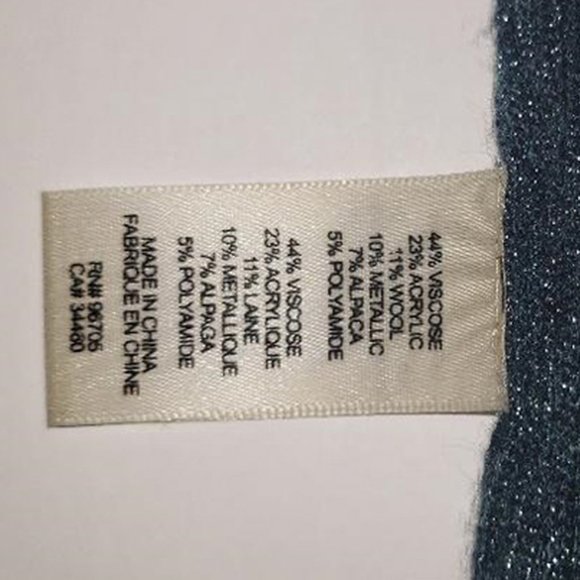 44% VISCOSE
23% ACRYLIC
11% WOOL
10% METALLIC
7% ALPACA
5% POLYAMIDE
44% VISCOSE
23% ACRYLIQUE
11% LAINE
10% METALLIQUE
7% ALPAGA
5% POLYAMIDE
MADE IN CHINA
FABRIQUE EN CHINE
RN# 96705
CA# 34460